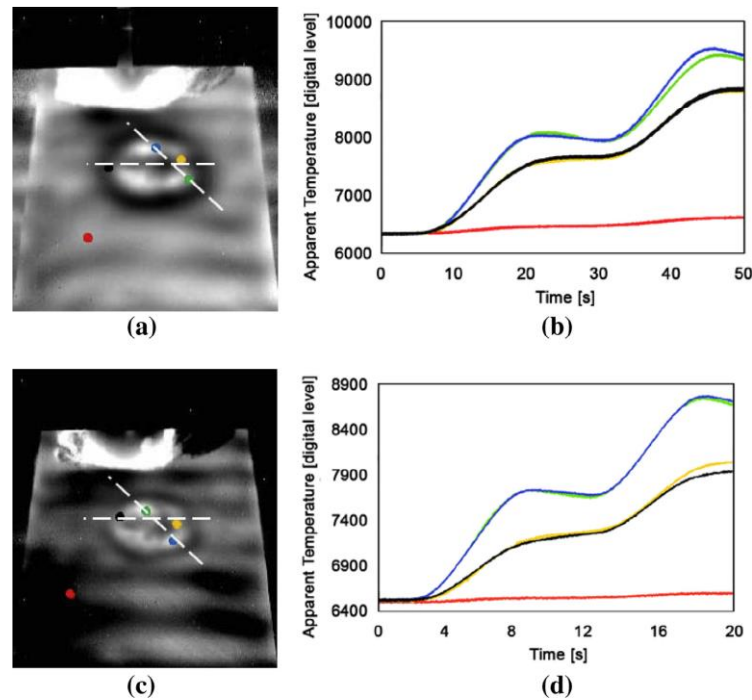 10000
9000
8000
7000
6000
Apparent Temperature [digital level]
0 10 20 30 40 50
Time [s]
(a) (b)
8900
8400
7900
7400
6900
6400
Apparent Temperature [digital level]
0 4 8 12 16 20
Time [s]
(c) (d)